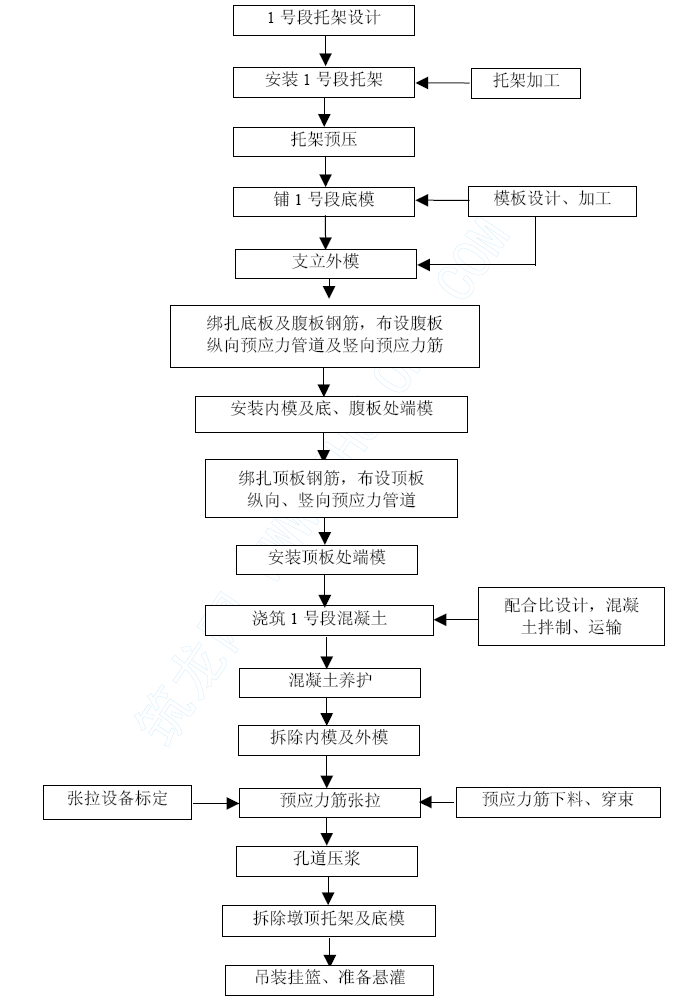 1号段托架设计
安装1号段托架
托架加工
托架预压
铺1号段底模
模板设计、加工
支立外模
绑扎底板及腹板钢筋，布设腹板
纵向预应力管道及竖向预应力筋
安装内模及底、腹板处端模
绑扎顶板钢筋，布设顶板
纵向、竖向预应力管道
安装顶板处端模
浇筑1号段混凝土
配合比设计，混凝
土拌制、运输
混凝土养护
拆除内模及外模
张拉设备标定
预应力筋张拉
预应力筋下料、穿束
孔道压浆
拆除墩顶托架及底模
吊装挂篮、准备悬灌
筑龙网